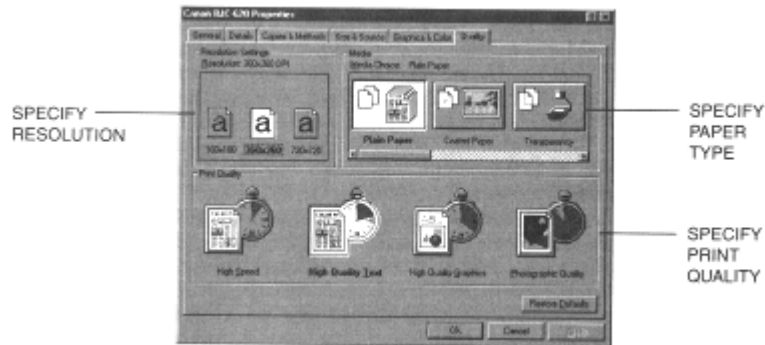 Canon BJC-620 Properties
General Details Copies & Methods Size & Source Graphics & Color Quality
Resolution Settings
Resolution: 360x360 DPI
a a a
180x180 360x360 720x720
Media
Media Choice: Plain Paper
Plain Paper Coated Paper Transparency
SPECIFY
RESOLUTION
SPECIFY
PAPER
TYPE
Print Quality
High Speed High Quality Text High Quality Graphics Photographic Quality
SPECIFY
PRINT
QUALITY
Restore Defaults
OK Cancel